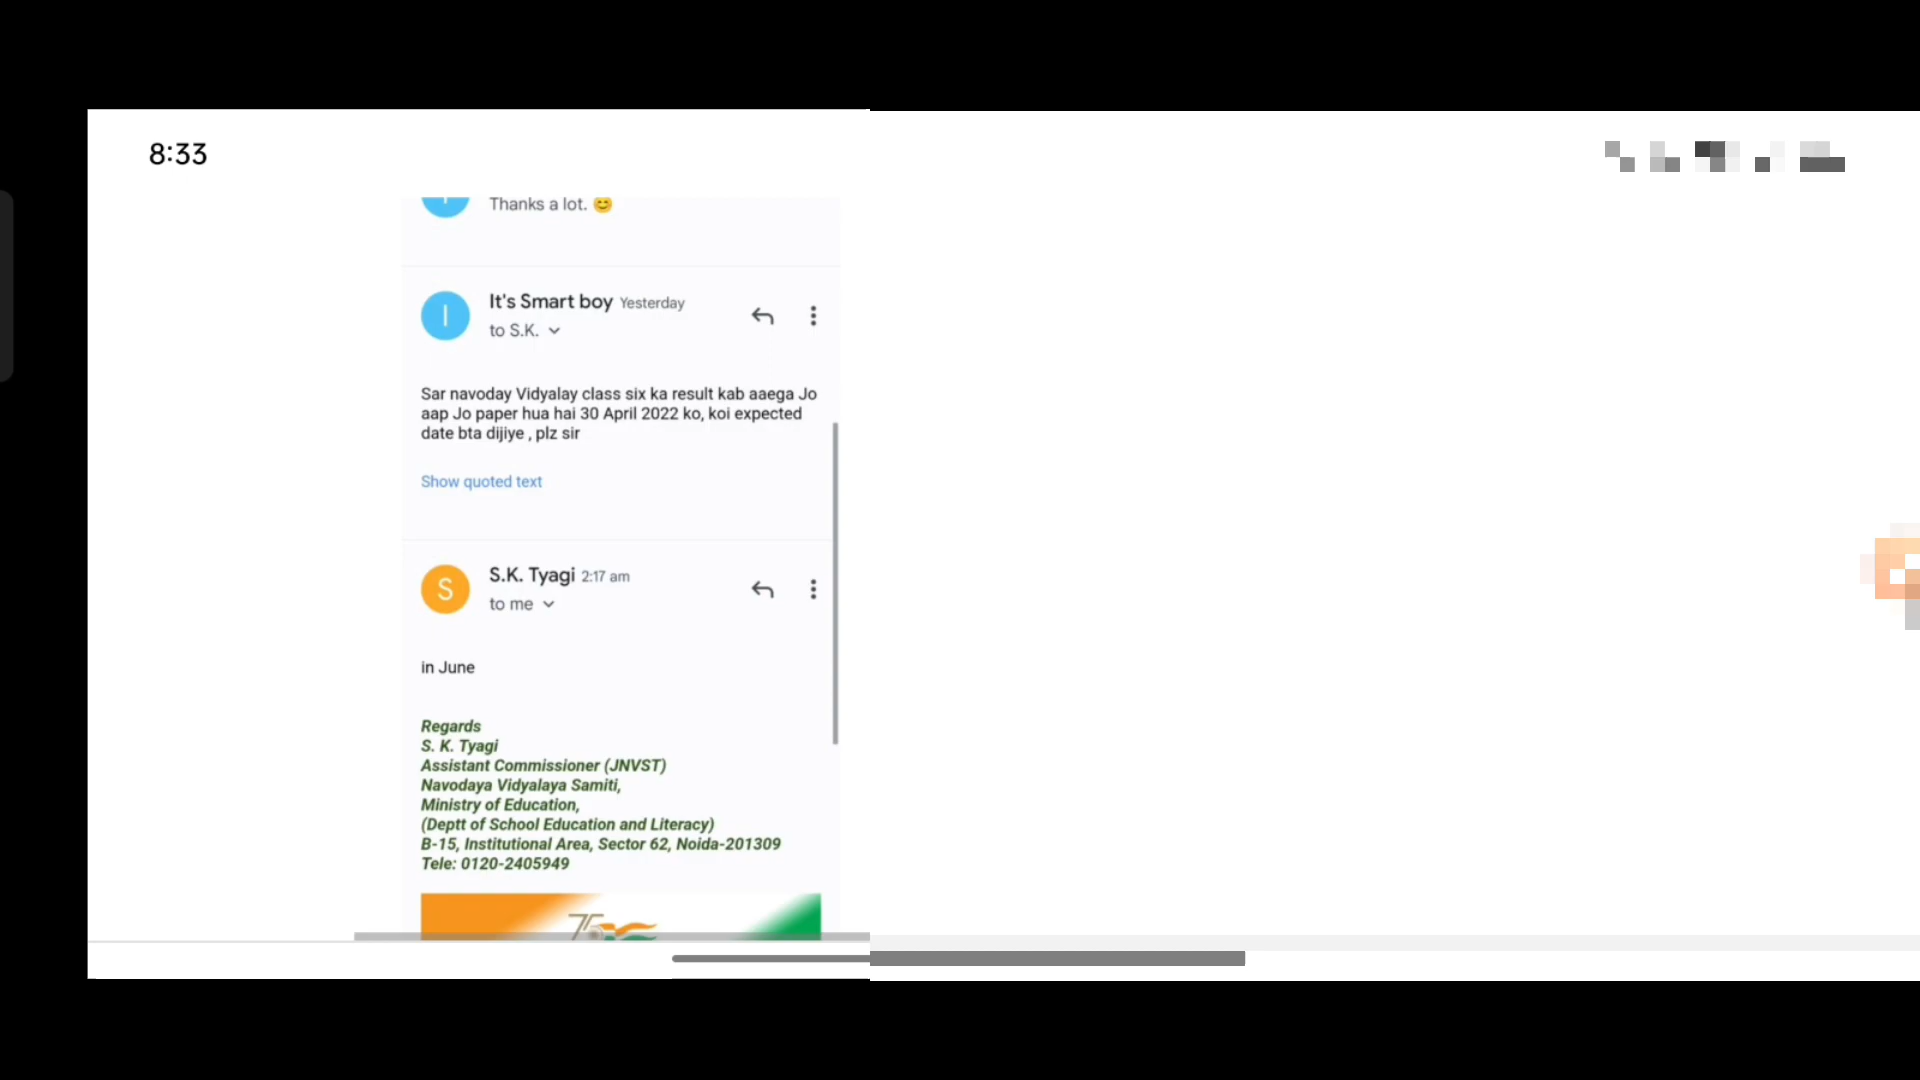 8:33
Thanks a lot. 😊
It's Smart boy Yesterday
to S.K.
Sar navoday Vidyalay class six ka result kab aaega Jo
aap Jo paper hua hai 30 April 2022 ko, koi expected
date bta dijiye , plz sir
Show quoted text
S.K. Tyagi 2:17 am
to me
in June
Regards
S. K. Tyagi
Assistant Commissioner (JNVST)
Navodaya Vidyalaya Samiti,
Ministry of Education,
(Deptt of School Education and Literacy)
B-15, Institutional Area, Sector 62, Noida-201309
Tele: 0120-2405949
75